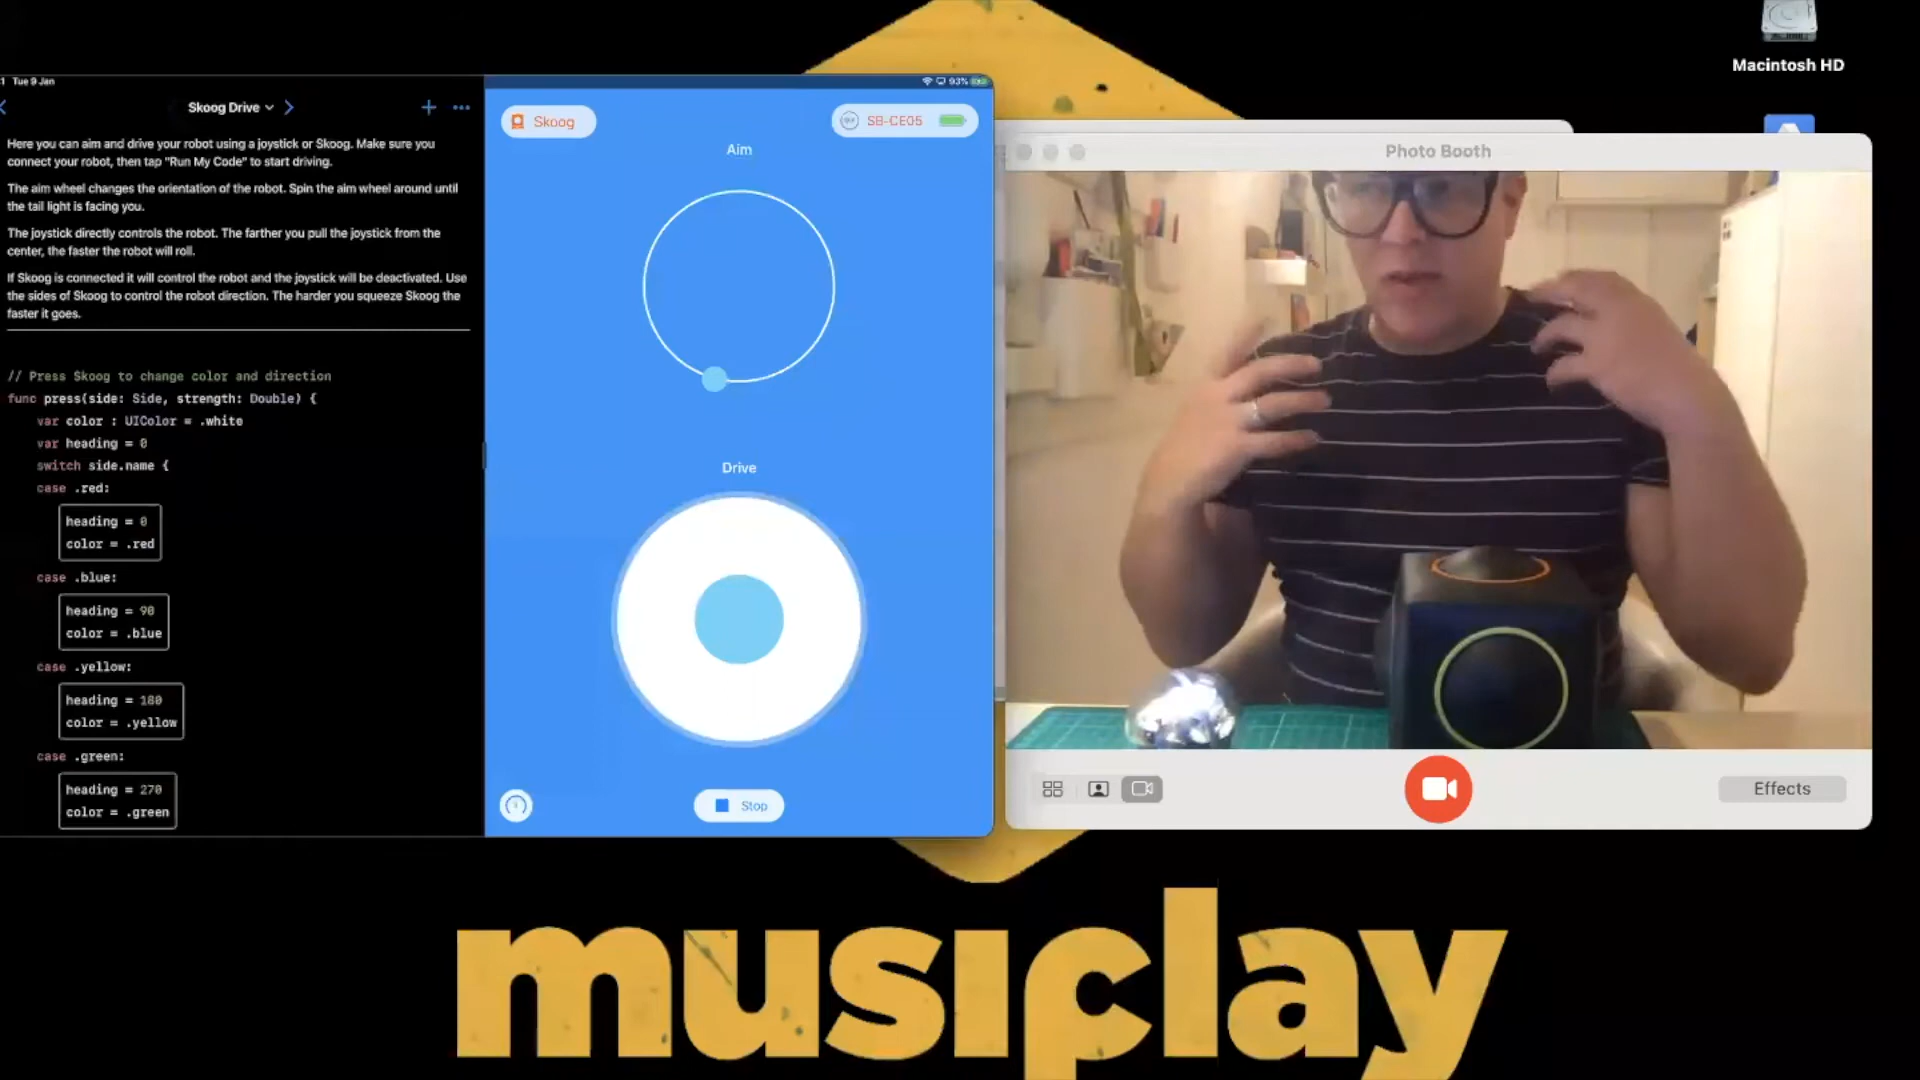 Macintosh HD
1 Tue 9 Jan
Skoog Drive
Here you can aim and drive your robot using a joystick or Skoog. Make sure you
connect your robot, then tap "Run My Code" to start driving.
The aim wheel changes the orientation of the robot. Spin the aim wheel around until
the tail light is facing you.
The joystick directly controls the robot. The farther you pull the joystick from the
center, the faster the robot will roll.
If Skoog is connected it will control the robot and the joystick will be deactivated. Use
the sides of Skoog to control the robot direction. The harder you squeeze Skoog the
faster it goes.
// Press Skoog to change color and direction
func press(side: Side, strength: Double) {
var color : UIColor = .white
var heading = 0
switch side.name {
case .red:
heading = 0
color = .red
case .blue:
heading = 90
color = .blue
case .yellow:
heading = 180
color = .yellow
case .green:
heading = 270
color = .green
93%
Skoog
SB-CE05
Aim
Drive
Stop
Photo Booth
Effects
musiplay